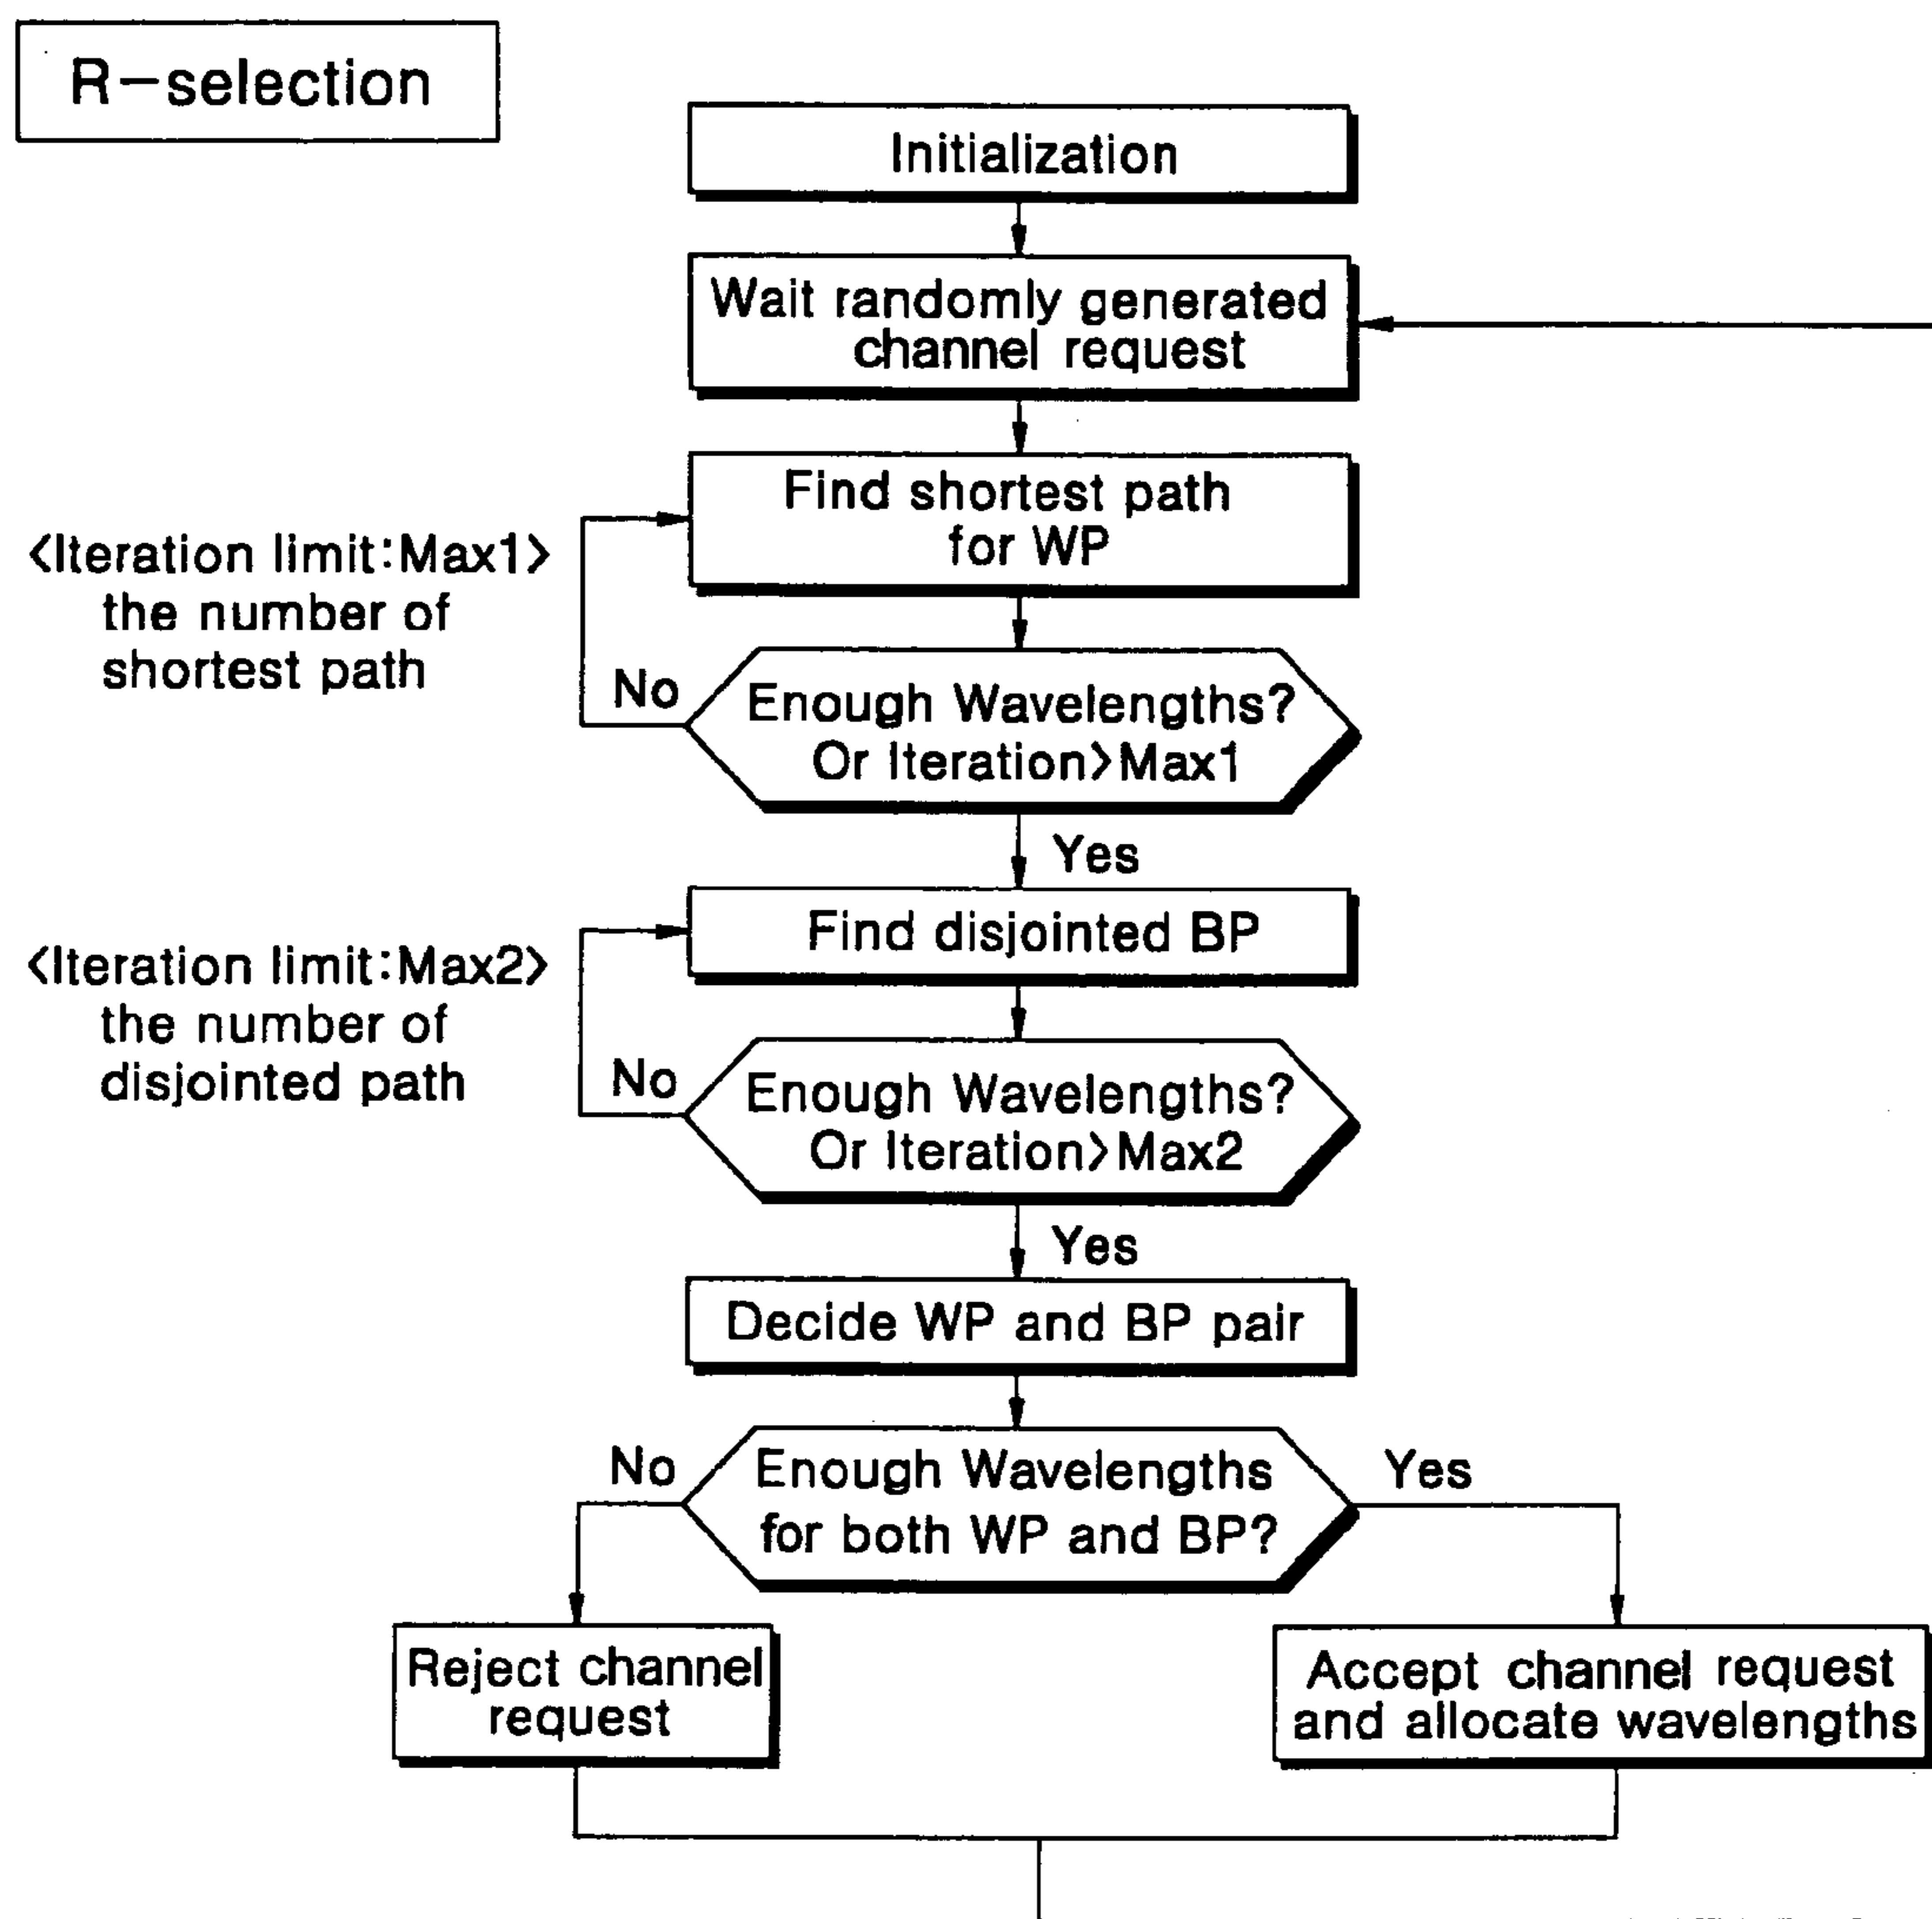 R-selection
Initialization
Wait randomly generated
channel request
Find shortest path
for WP
<Iteration limit:Max1>
the number of
shortest path
No
Enough Wavelengths?
Or Iteration>Max1
Yes
Find disjointed BP
<Iteration limit:Max2>
the number of
disjointed path
No
Enough Wavelengths?
Or Iteration>Max2
Yes
Decide WP and BP pair
No
Enough Wavelengths
for both WP and BP?
Yes
Reject channel
request
Accept channel request
and allocate wavelengths